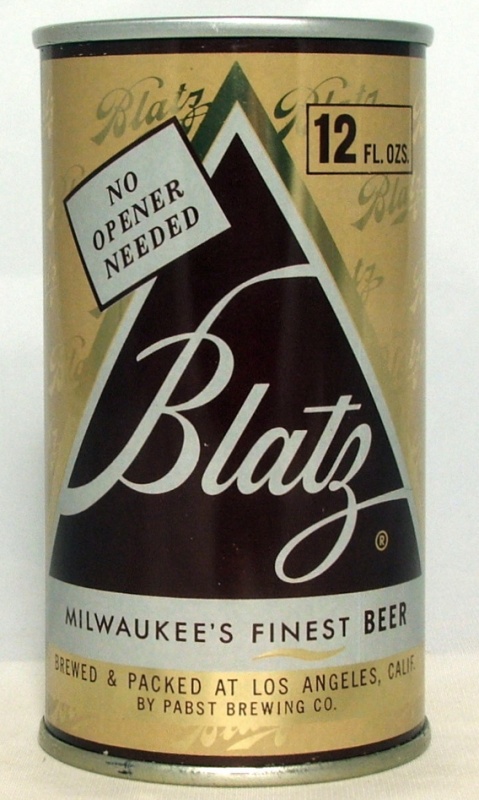 Blatz
12 FL. OZS.
NO
OPENER
NEEDED
Blatz
®
MILWAUKEE'S FINEST BEER
BREWED & PACKED AT LOS ANGELES, CALIF.
BY PABST BREWING CO.